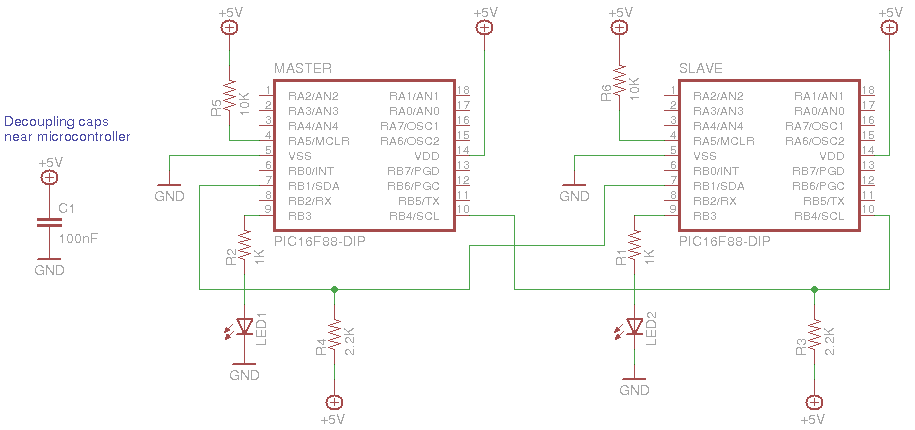 +5V
+5V
+5V
+5V
MASTER
SLAVE
R5
10K
R6
10K
1 RA2/AN2 RA1/AN1 18
2 RA3/AN3 RA0/AN0 17
3 RA4/AN4 RA7/OSC1 16
4 RA5/MCLR RA6/OSC2 15
5 VSS VDD 14
6 RB0/INT RB7/PGD 13
7 RB1/SDA RB6/PGC 12
8 RB2/RX RB5/TX 11
9 RB3 RB4/SCL 10
PIC16F88-DIP
1 RA2/AN2 RA1/AN1 18
2 RA3/AN3 RA0/AN0 17
3 RA4/AN4 RA7/OSC1 16
4 RA5/MCLR RA6/OSC2 15
5 VSS VDD 14
6 RB0/INT RB7/PGD 13
7 RB1/SDA RB6/PGC 12
8 RB2/RX RB5/TX 11
9 RB3 RB4/SCL 10
PIC16F88-DIP
Decoupling caps
near microcontroller
+5V
C1
100nF
GND
GND
GND
R2
1K
R1
1K
LED1
LED2
R4
2.2K
R3
2.2K
GND
GND
+5V
+5V